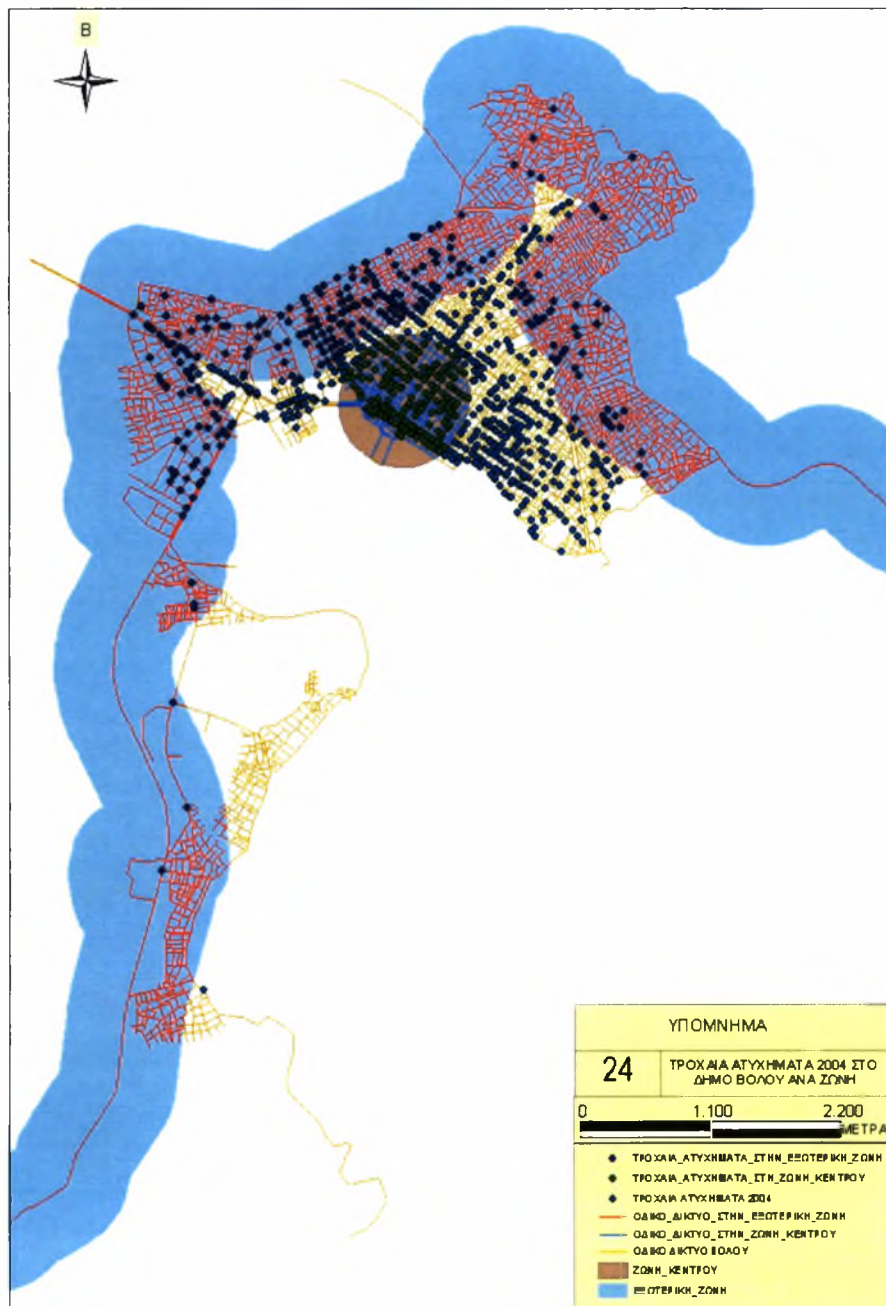 Β
ΥΠΟΜΝΗΜΑ
24
ΤΡΟΧΑΙΑ ΑΤΥΧΗΜΑΤΑ 2004 ΣΤΟ
ΔΗΜΟ ΒΟΛΟΥ ΑΝΑ ΖΩΝΗ
0 1.100 2.200
ΜΕΤΡΑ
ΤΡΟΧΑΙΑ_ΑΤΥΧΗΜΑΤΑ_ΣΤΗΝ_ΕΞΩΤΕΡΙΚΗ_ΖΩΝΗ
ΤΡΟΧΑΙΑ_ΑΤΥΧΗΜΑΤΑ_ΣΤΗ_ΖΩΝΗ_ΚΕΝΤΡΟΥ
ΤΡΟΧΑΙΑ ΑΤΥΧΗΜΑΤΑ 2004
ΟΔΙΚΟ_ΔΙΚΤΥΟ_ΣΤΗΝ_ΕΞΩΤΕΡΙΚΗ_ΖΩΝΗ
ΟΔΙΚΟ_ΔΙΚΤΥΟ_ΣΤΗΝ_ΖΩΝΗ_ΚΕΝΤΡΟΥ
ΟΔΙΚΟ ΔΙΚΤΥΟ ΒΟΛΟΥ
ΖΩΝΗ_ΚΕΝΤΡΟΥ
ΕΞΩΤΕΡΙΚΗ_ΖΩΝΗ